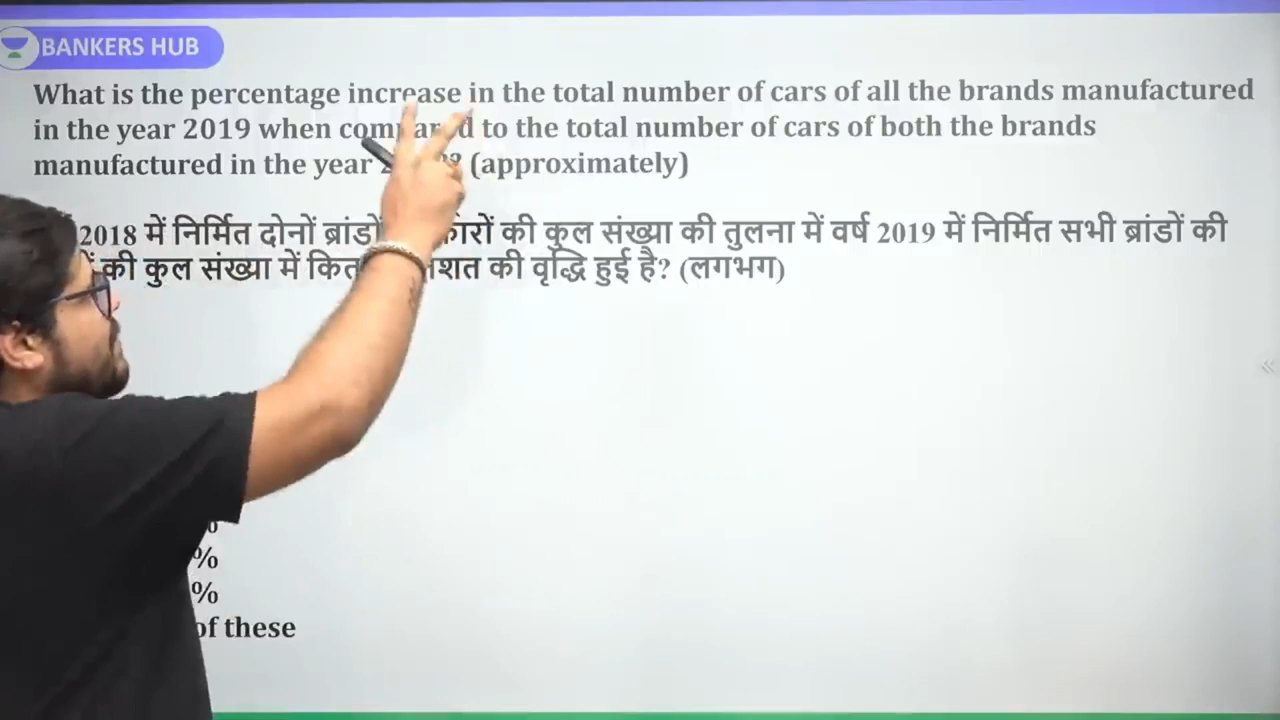 BANKERS HUB
What is the percentage increase in the total number of cars of all the brands manufactured
in the year 2019 when compared to the total number of cars of both the brands
manufactured in the year (approximately)
2018 में निर्मित दोनों ब्रांडों की कुल संख्या की तुलना में वर्ष 2019 में निर्मित सभी ब्रांडों की
की कुल संख्या में की वृद्धि हुई है? (लगभग)
%
%
%
of these